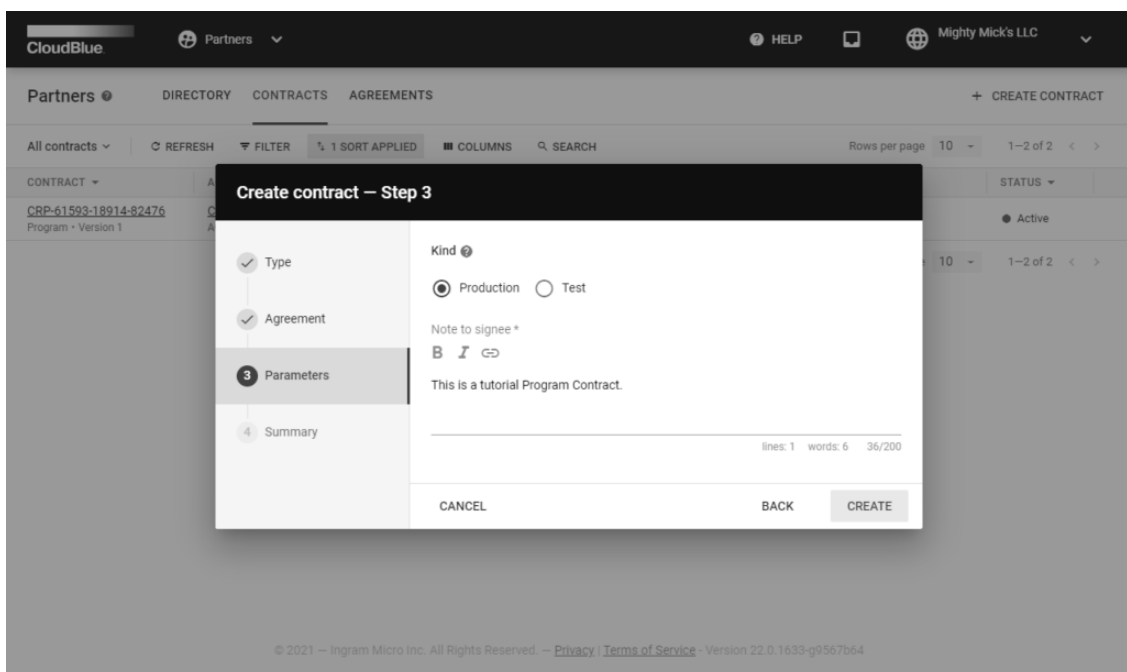 CloudBlue.
Partners
HELP
Mighty Mick's LLC
Partners
DIRECTORY
CONTRACTS
AGREEMENTS
+ CREATE CONTRACT
All contracts
REFRESH
FILTER
1 SORT APPLIED
COLUMNS
SEARCH
Rows per page 10
1–2 of 2
CONTRACT
A
STATUS
CRP-61593-18914-82476
Program • Version 1
C
A
Active
10
1–2 of 2
Create contract — Step 3
Type
Agreement
3 Parameters
4 Summary
Kind
Production
Test
Note to signee *
B I
This is a tutorial Program Contract.
lines: 1 words: 6 36/200
CANCEL
BACK
CREATE
© 2021 — Ingram Micro Inc. All Rights Reserved. — Privacy | Terms of Service - Version 22.0.1633-g9567b64